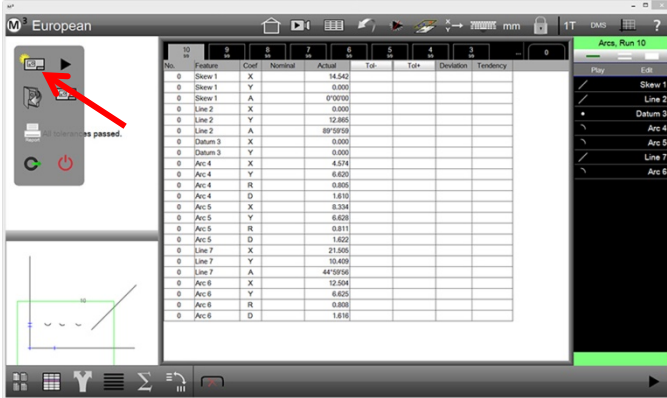 M³ European
mm
1T
DMS
?
All tolerances passed.
10 9 8 7 6 5 4 3 ... 0
No. Feature Coef Nominal Actual Tol- Tol+ Deviation Tendency
0 Skew 1 X 14.542
0 Skew 1 Y 0.000
0 Skew 1 A 0°00'00
0 Line 2 X 0.000
0 Line 2 Y 12.865
0 Line 2 A 89°59'59
0 Datum 3 X 0.000
0 Datum 3 Y 0.000
0 Arc 4 X 4.574
0 Arc 4 Y 6.620
0 Arc 4 R 0.805
0 Arc 4 D 1.610
0 Arc 5 X 8.334
0 Arc 5 Y 6.628
0 Arc 5 R 0.811
0 Arc 5 D 1.622
0 Line 7 X 21.505
0 Line 7 Y 10.409
0 Line 7 A 44°59'56
0 Arc 6 X 12.504
0 Arc 6 Y 6.625
0 Arc 6 R 0.808
0 Arc 6 D 1.616
Arcs, Run 10
Play Edit
Skew 1
Line 2
Datum 3
Arc 4
Arc 5
Line 7
Arc 6